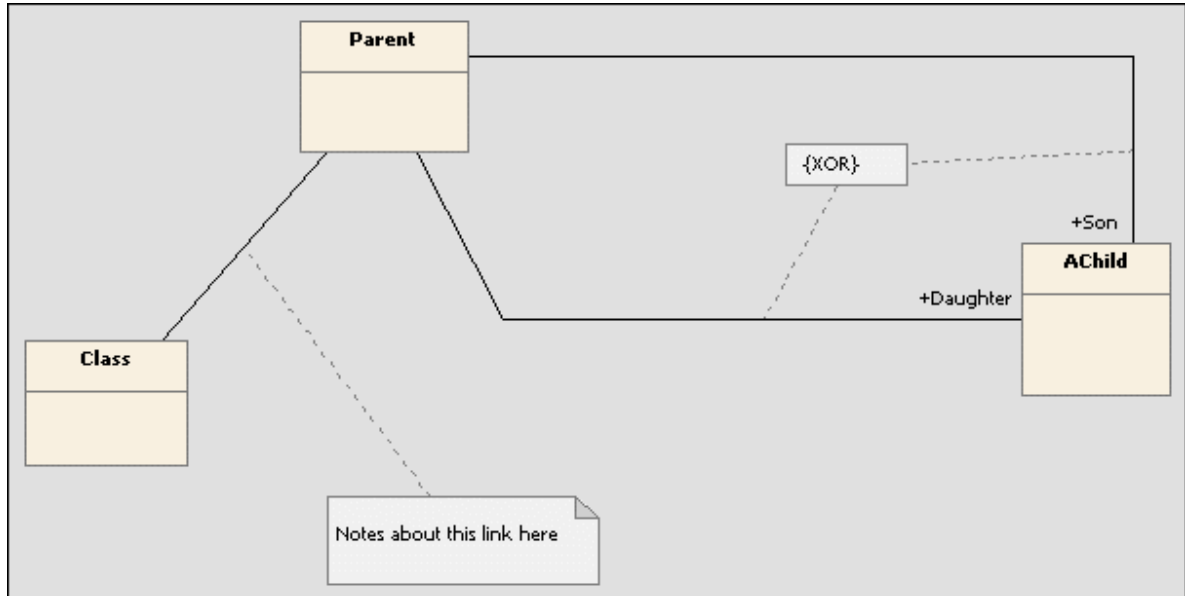 Parent
{XOR}
+Son
AChild
+Daughter
Class
Notes about this link here